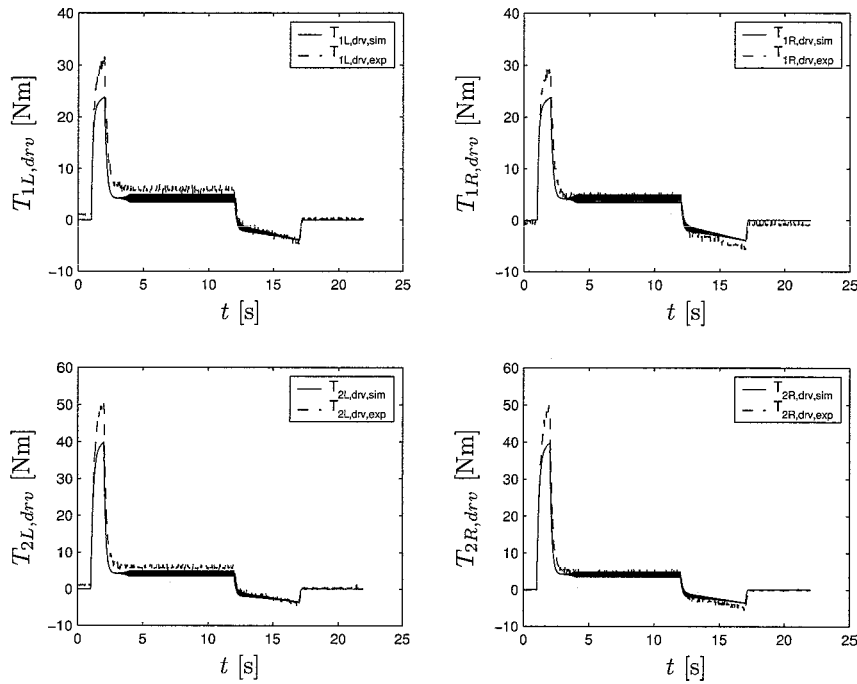 40
30
20
10
0
−10
T1L,drv [Nm]
T1L,drv,sim
T1L,drv,exp
0 5 10 15 20 25
t [s]
40
30
20
10
0
−10
T1R,drv [Nm]
T1R,drv,sim
T1R,drv,exp
0 5 10 15 20 25
t [s]
60
50
40
30
20
10
0
−10
T2L,drv [Nm]
T2L,drv,sim
T2L,drv,exp
0 5 10 15 20 25
t [s]
60
50
40
30
20
10
0
−10
T2R,drv [Nm]
T2R,drv,sim
T2R,drv,exp
0 5 10 15 20 25
t [s]